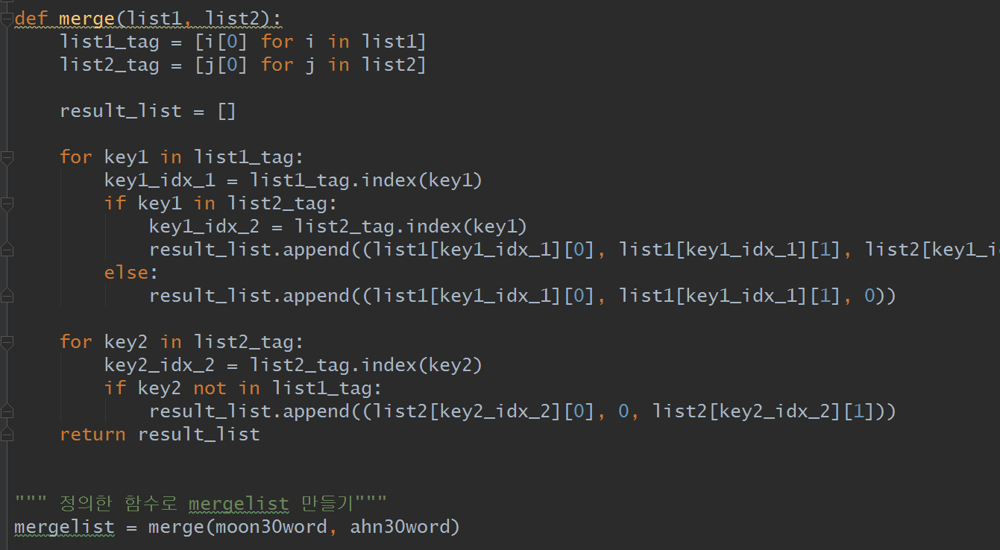 def merge(list1, list2):
    list1_tag = [i[0] for i in list1]
    list2_tag = [j[0] for j in list2]
    result_list = []
    for key1 in list1_tag:
        key1_idx_1 = list1_tag.index(key1)
        if key1 in list2_tag:
            key1_idx_2 = list2_tag.index(key1)
            result_list.append((list1[key1_idx_1][0], list1[key1_idx_1][1], list2[key1_i
        else:
            result_list.append((list1[key1_idx_1][0], list1[key1_idx_1][1], 0))
    for key2 in list2_tag:
        key2_idx_2 = list2_tag.index(key2)
        if key2 not in list1_tag:
            result_list.append((list2[key2_idx_2][0], 0, list2[key2_idx_2][1]))
    return result_list
""" 정의한 함수로 mergelist 만들기"""
mergelist = merge(moon30word, ahn30word)